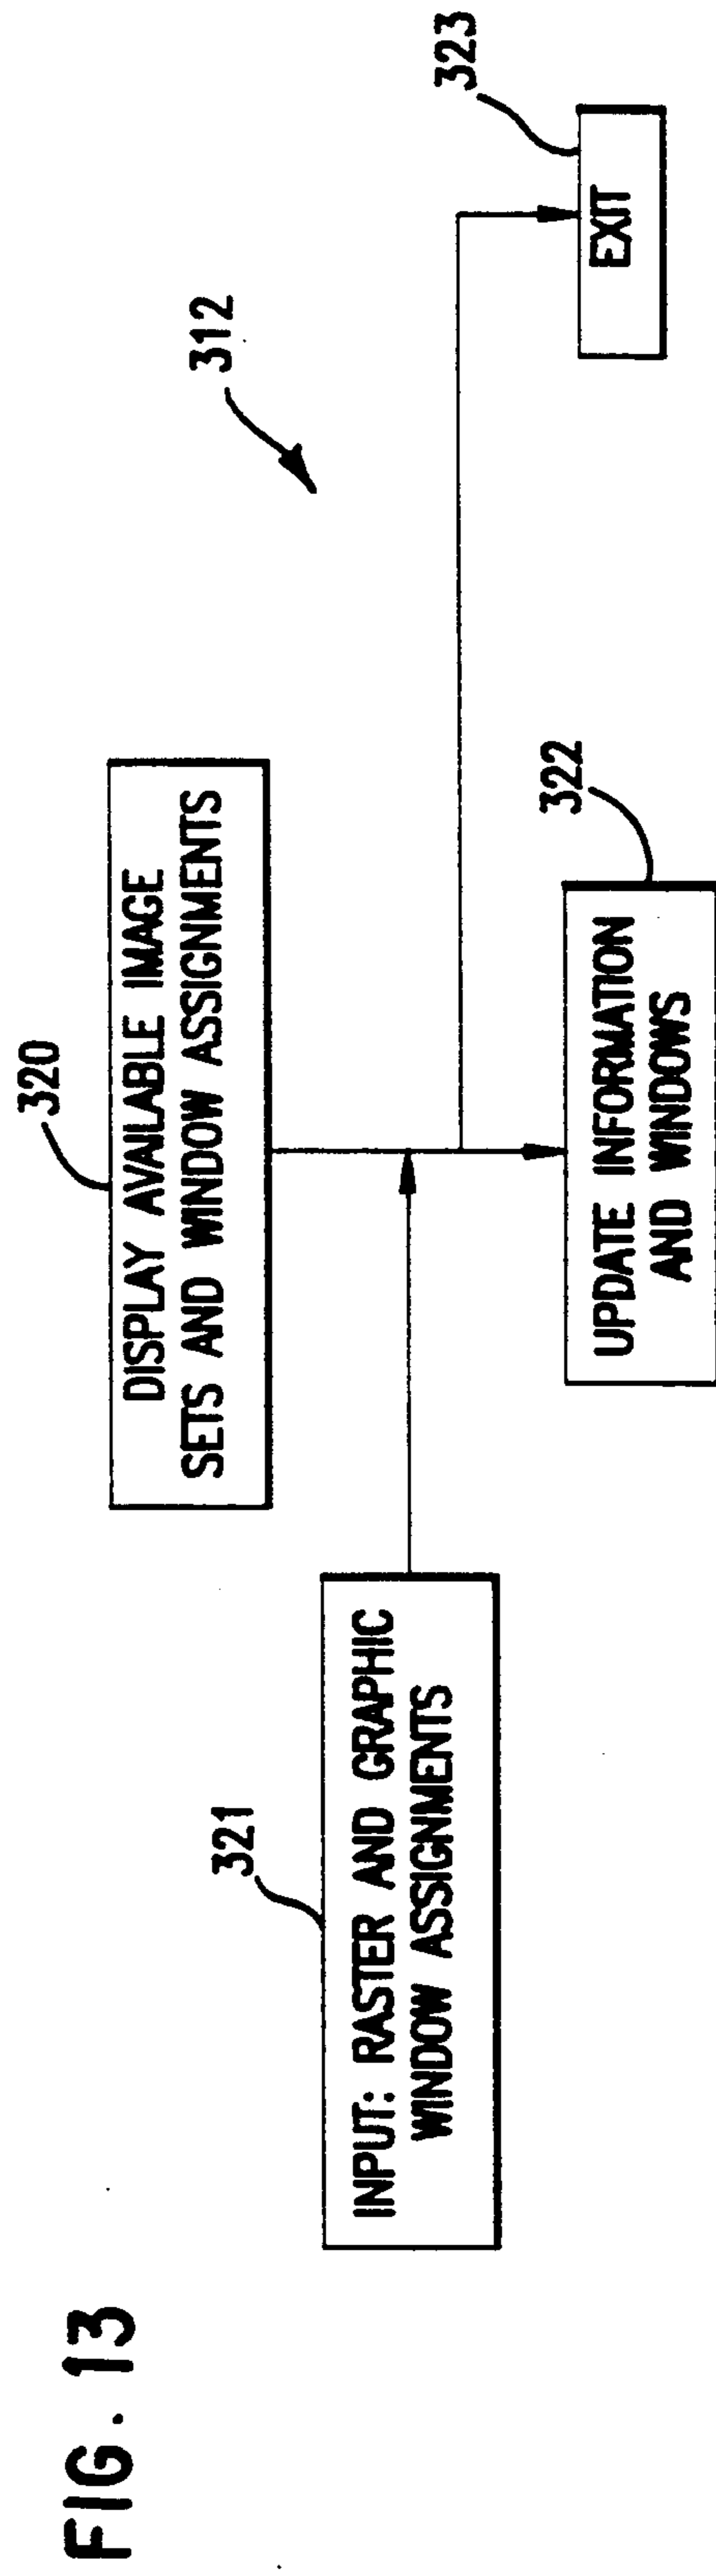 FIG. 13
320
DISPLAY AVAILABLE IMAGE
SETS AND WINDOW ASSIGNMENTS
312
321
INPUT: RASTER AND GRAPHIC
WINDOW ASSIGNMENTS
322
UPDATE INFORMATION
AND WINDOWS
323
EXIT